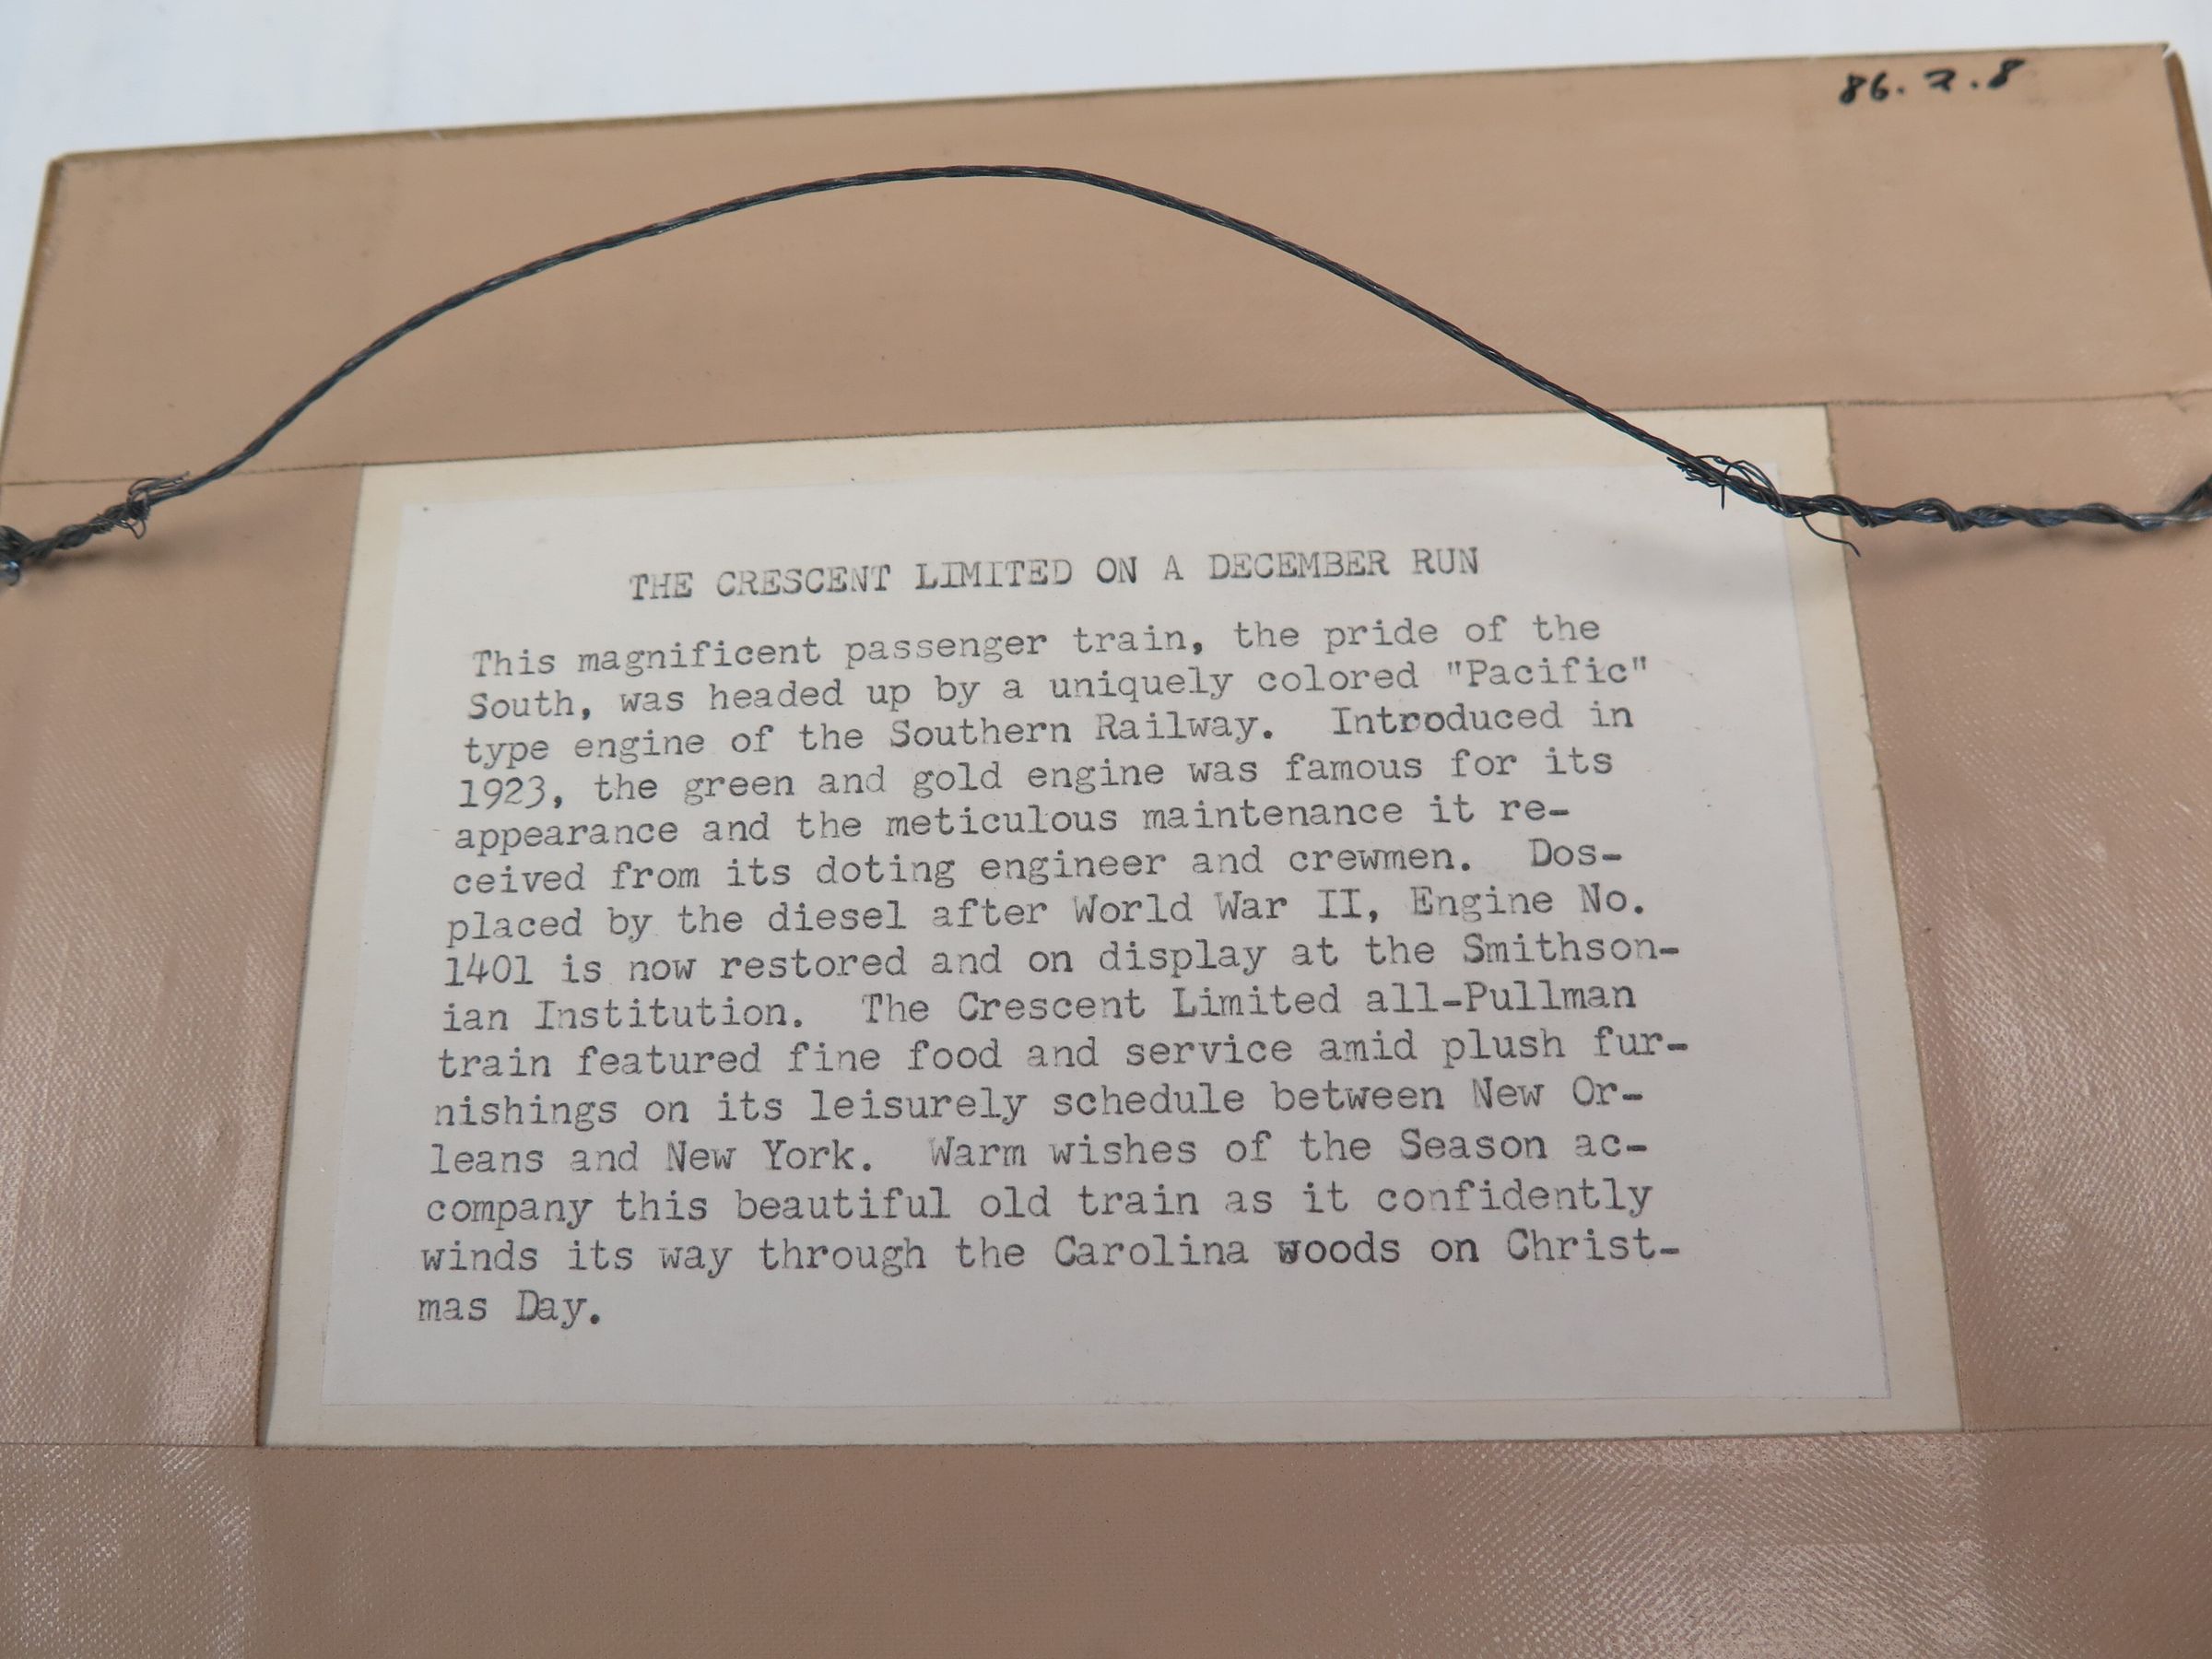 86.2.8
THE CRESCENT LIMITED ON A DECEMBER RUN
This magnificent passenger train, the pride of the
South, was headed up by a uniquely colored "Pacific"
type engine of the Southern Railway. Introduced in
1923, the green and gold engine was famous for its
appearance and the meticulous maintenance it re-
ceived from its doting engineer and crewmen. Dos-
placed by the diesel after World War II, Engine No.
1401 is now restored and on display at the Smithson-
ian Institution. The Crescent Limited all-Pullman
train featured fine food and service amid plush fur-
nishings on its leisurely schedule between New Or-
leans and New York. Warm wishes of the Season ac-
company this beautiful old train as it confidently
winds its way through the Carolina woods on Christ-
mas Day.